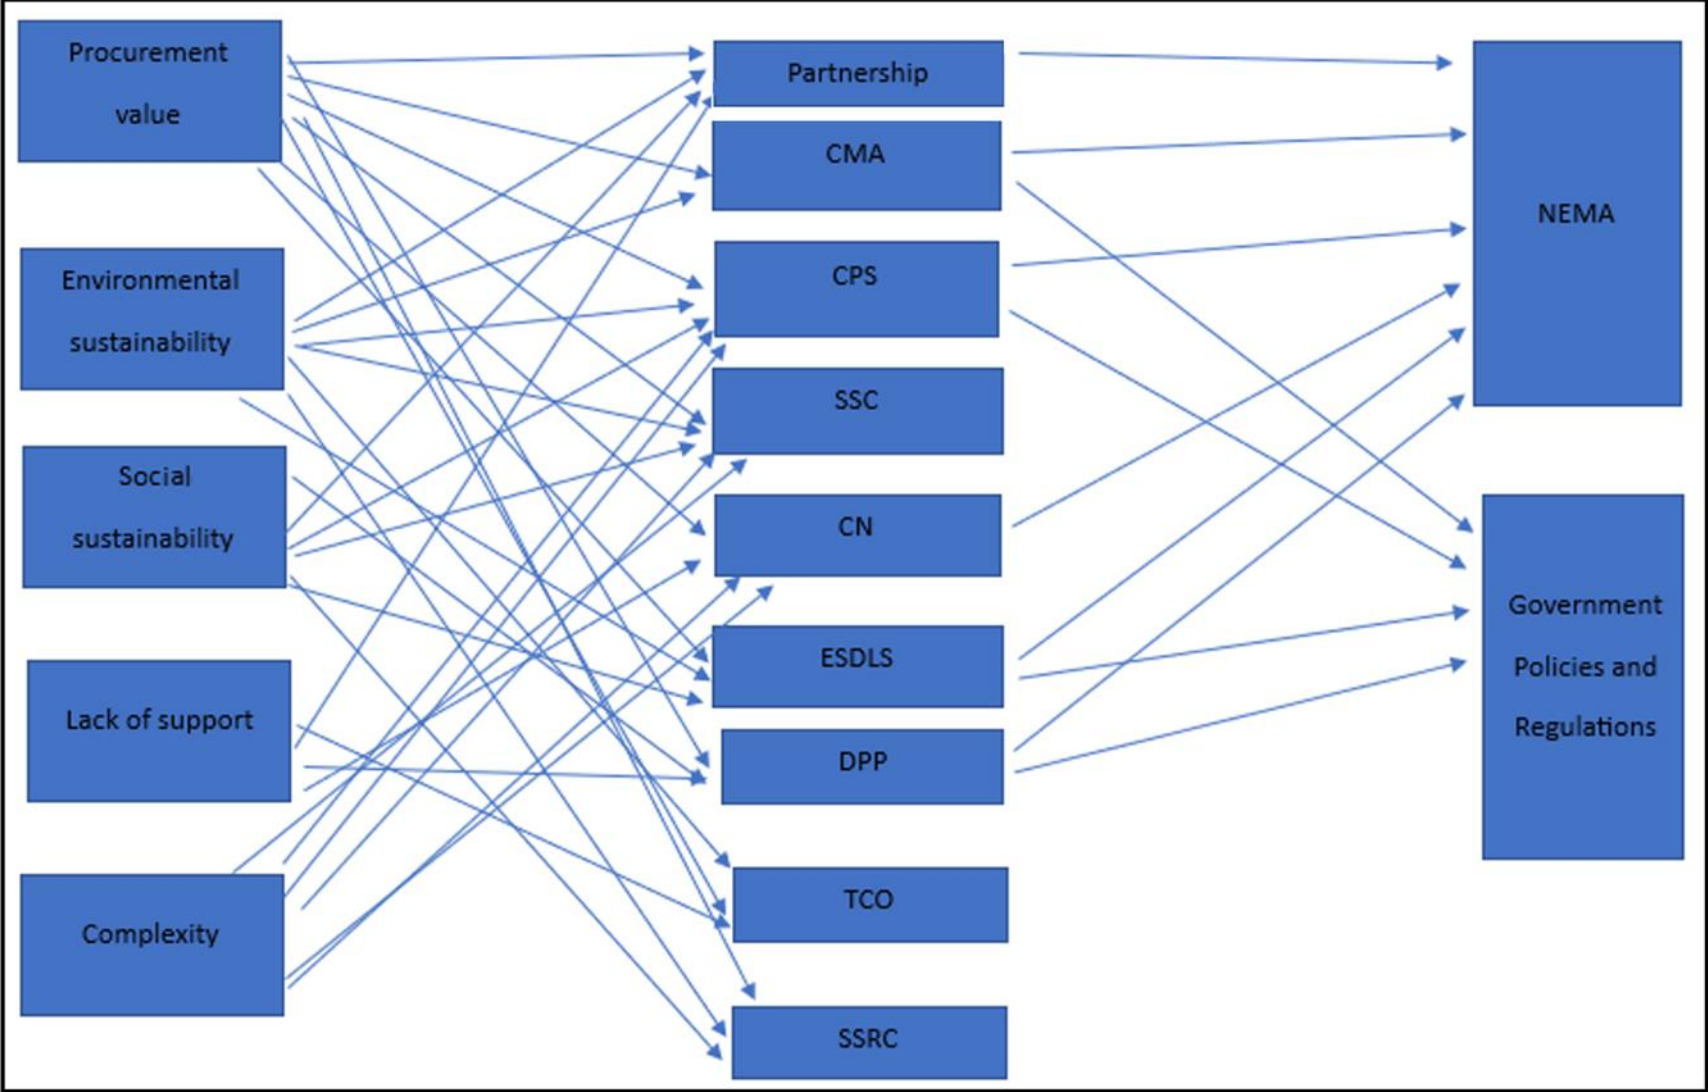 Procurement
value
Environmental
sustainability
Social
sustainability
Lack of support
Complexity
Partnership
CMA
CPS
SSC
CN
ESDLS
DPP
TCO
SSRC
NEMA
Government
Policies and
Regulations